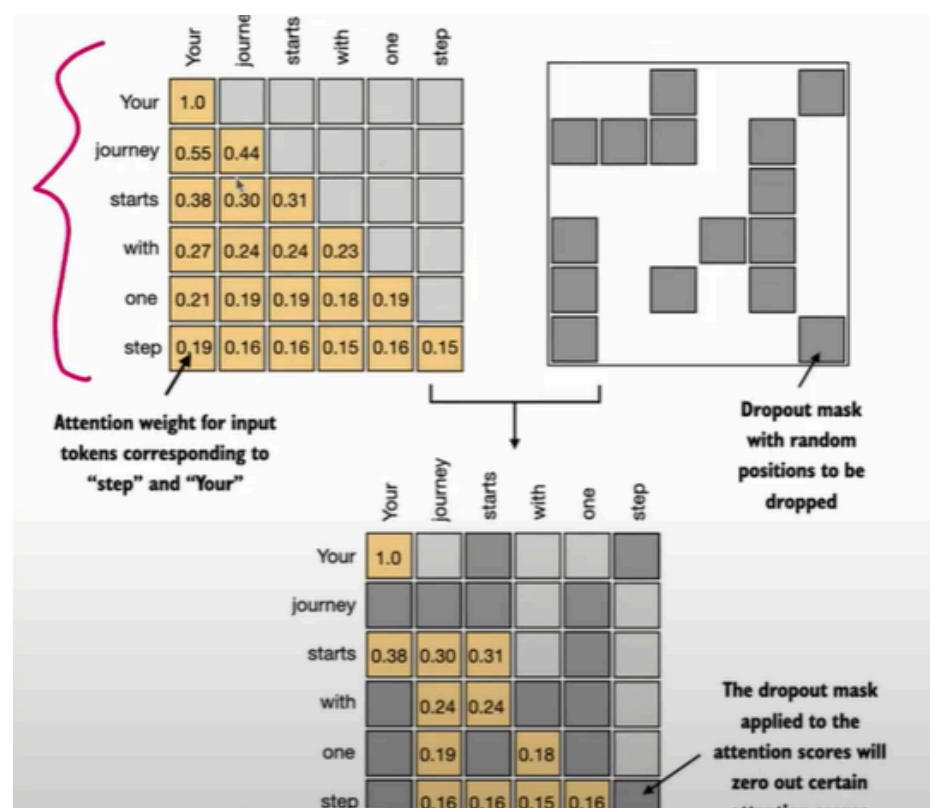 Your journe starts with one step
Your 1.0
journey 0.55 0.44
starts 0.38 0.30 0.31
with 0.27 0.24 0.24 0.23
one 0.21 0.19 0.19 0.18 0.19
step 0.19 0.16 0.16 0.15 0.16 0.15
Attention weight for input
tokens corresponding to
“step” and “Your”
Dropout mask
with random
positions to be
dropped
Your journey starts with one step
Your 1.0
journey
starts 0.38 0.30 0.31
with 0.24 0.24
one 0.19 0.18
step 0.16 0.16 0.15 0.16
The dropout mask
applied to the
attention scores will
zero out certain